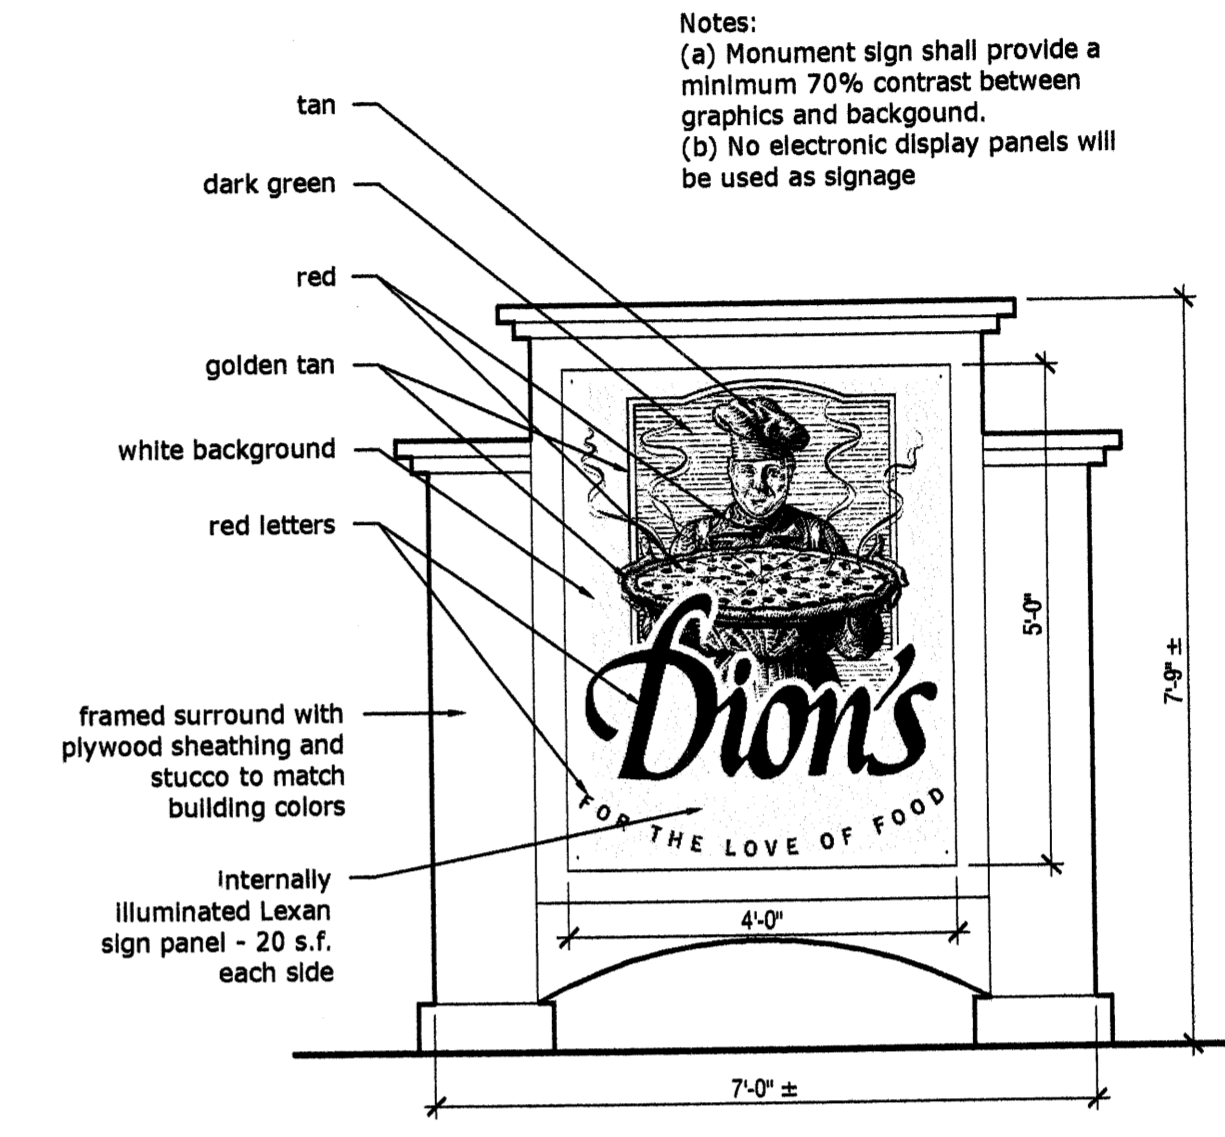 Notes:
(a) Monument sign shall provide a
minimum 70% contrast between
graphics and backgound.
(b) No electronic display panels will
be used as signage
tan
dark green
red
golden tan
white background
red letters
framed surround with
plywood sheathing and
stucco to match
building colors
internally
illuminated Lexan
sign panel - 20 s.f.
each side
Dion's
FOR THE LOVE OF FOOD
5'-0"
7'-9" ±
4'-0"
7'-0" ±